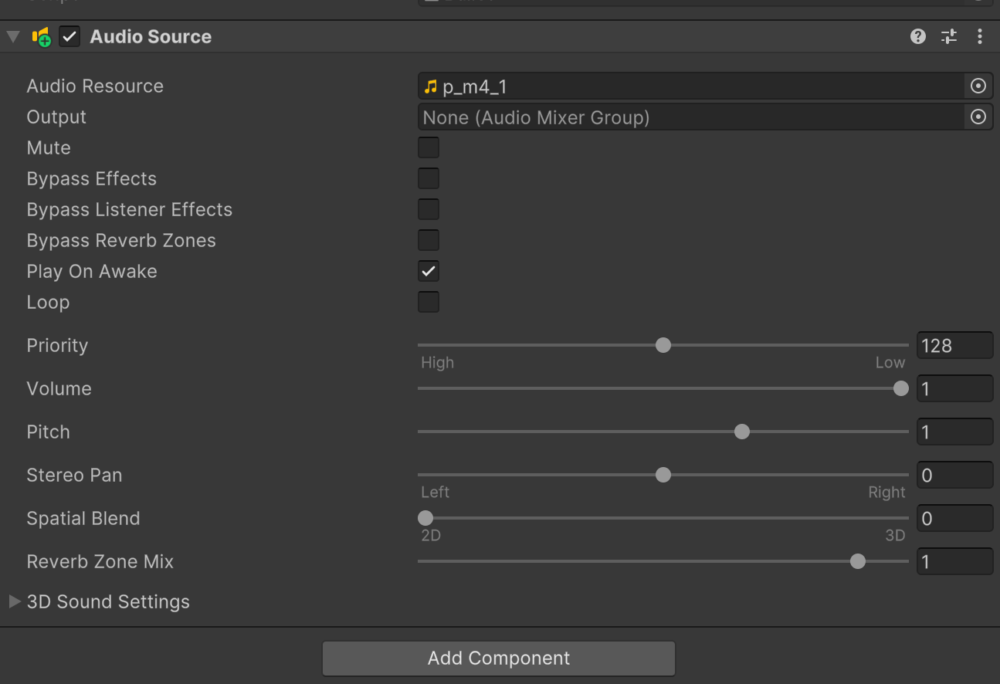 Audio Source
Audio Resource p_m4_1
Output None (Audio Mixer Group)
Mute
Bypass Effects
Bypass Listener Effects
Bypass Reverb Zones
Play On Awake
Loop
Priority 128
High Low
Volume 1
Pitch 1
Stereo Pan 0
Left Right
Spatial Blend 0
2D 3D
Reverb Zone Mix 1
3D Sound Settings
Add Component